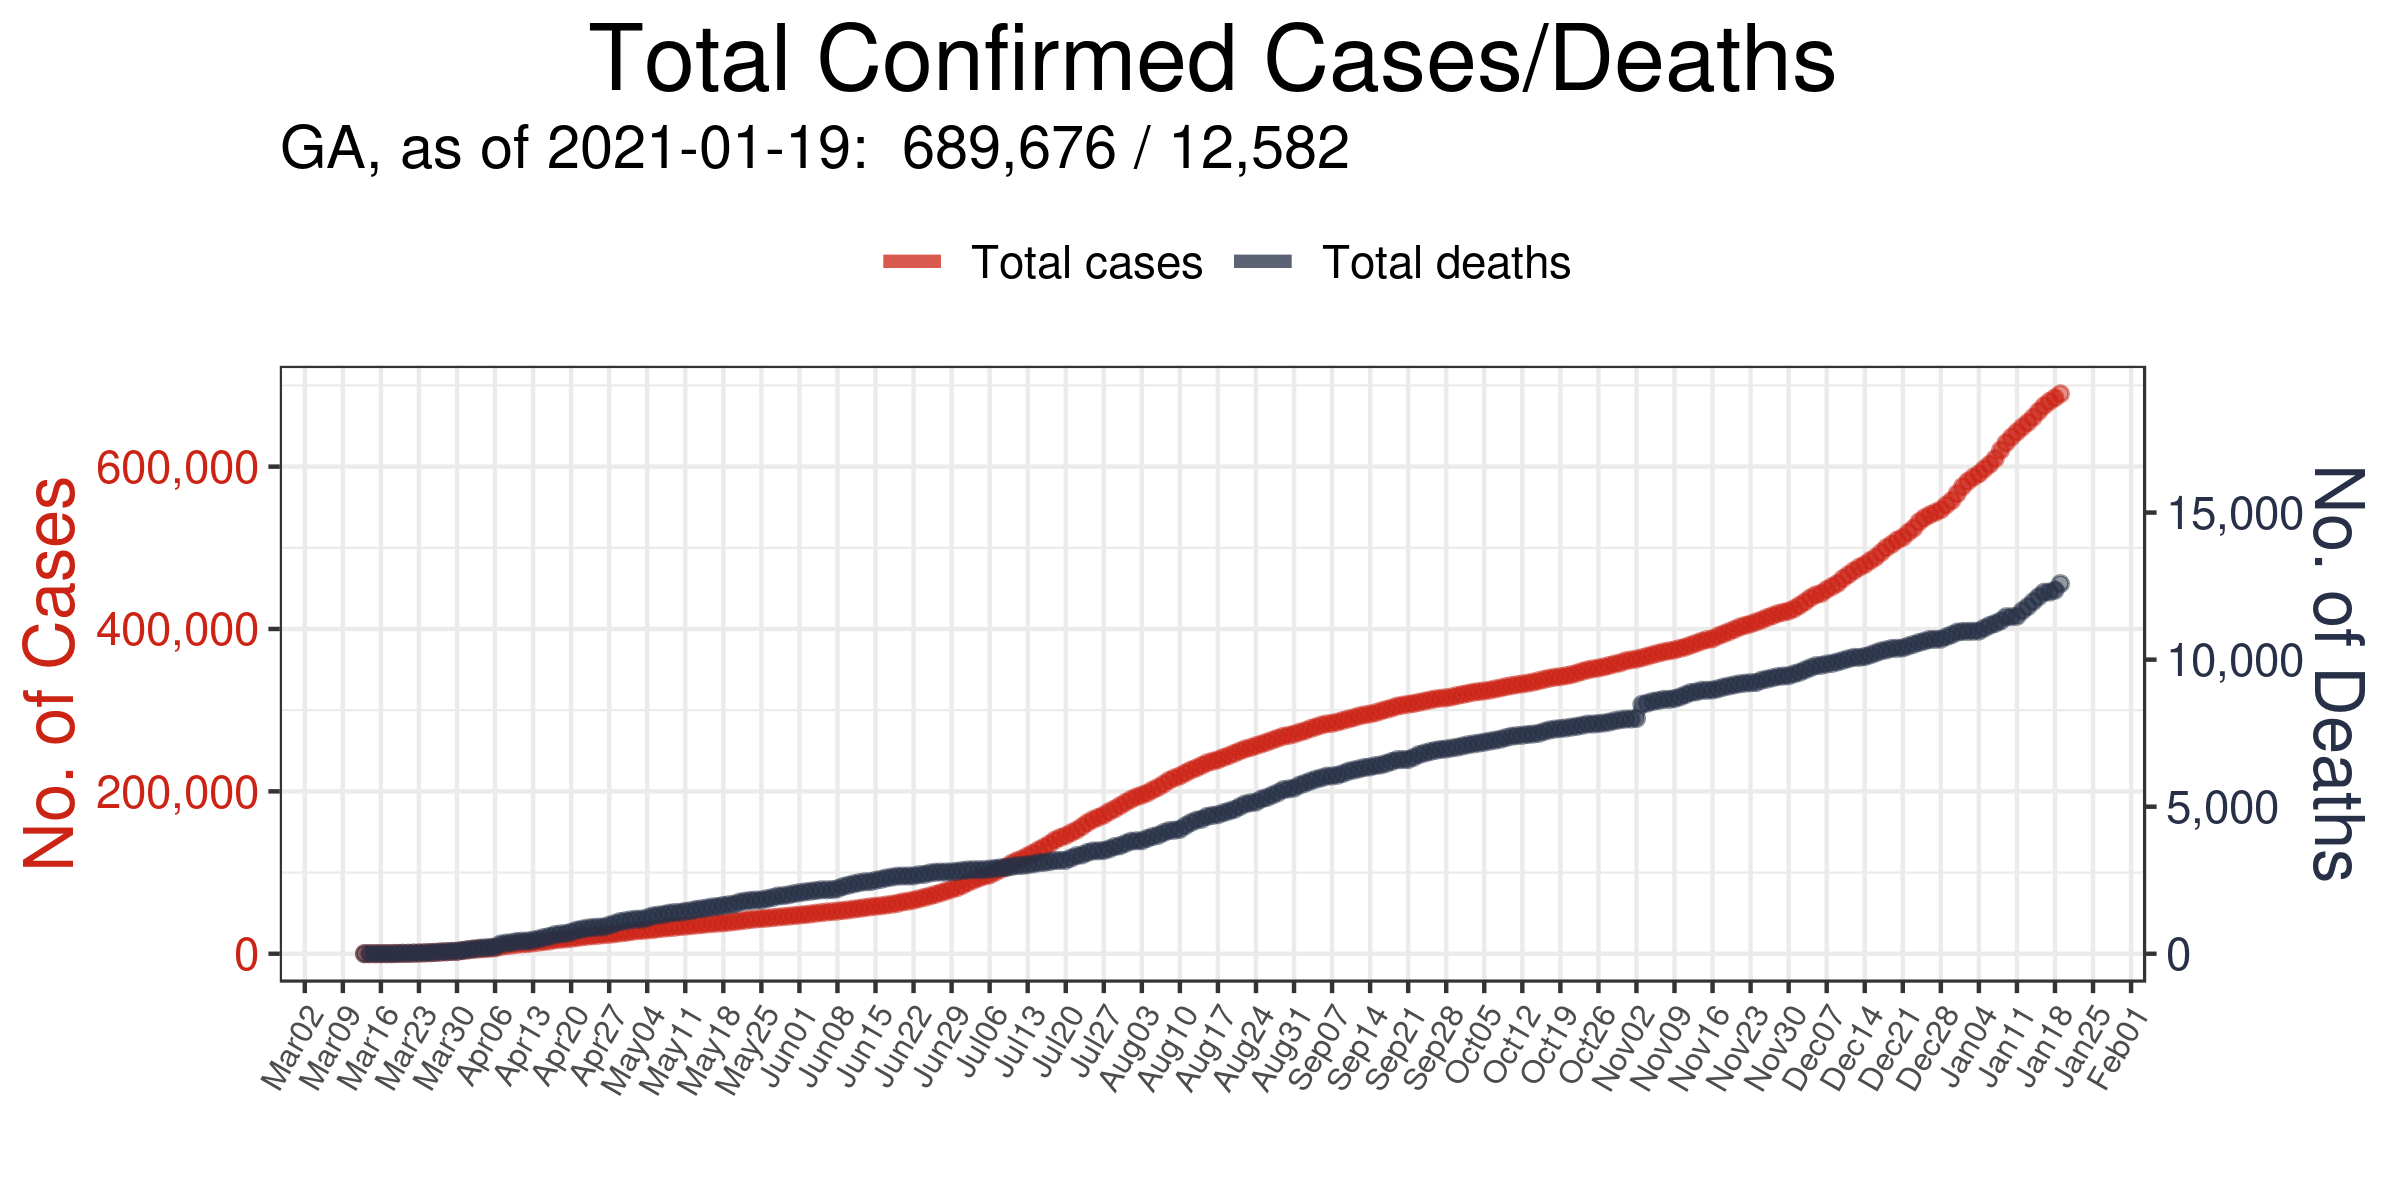 Total Confirmed Cases/Deaths
GA, as of 2021-01-19:  689,676 / 12,582
Total cases
Total deaths
No. of Cases
600,000
400,000
200,000
0
15,000
10,000
5,000
0
No. of Deaths
Mar02
Mar09
Mar16
Mar23
Mar30
Apr06
Apr13
Apr20
Apr27
May04
May11
May18
May25
Jun01
Jun08
Jun15
Jun22
Jun29
Jul06
Jul13
Jul20
Jul27
Aug03
Aug10
Aug17
Aug24
Aug31
Sep07
Sep14
Sep21
Sep28
Oct05
Oct12
Oct19
Oct26
Nov02
Nov09
Nov16
Nov23
Nov30
Dec07
Dec14
Dec21
Dec28
Jan04
Jan11
Jan18
Jan25
Feb01